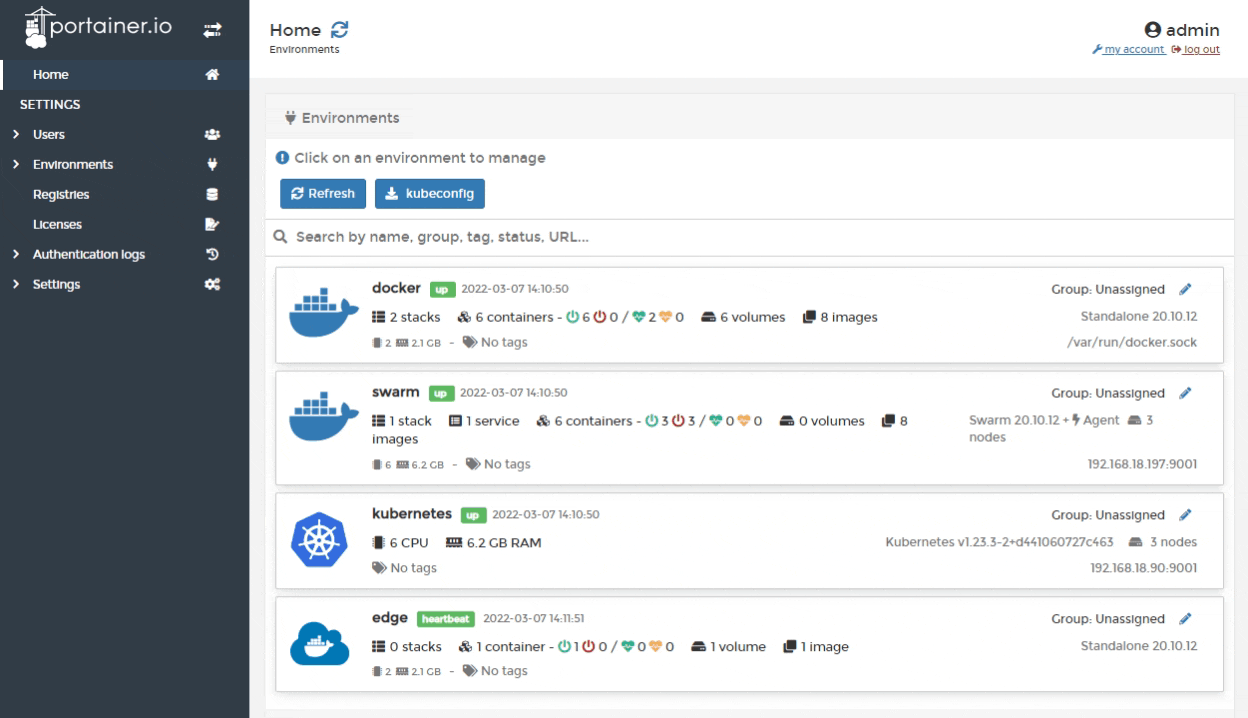 portainer.io
Home
SETTINGS
Users
Environments
Registries
Licenses
Authentication logs
Settings
Home
Environments
admin
my account log out
Environments
Click on an environment to manage
Refresh kubeconfig
Search by name, group, tag, status, URL...
docker up 2022-03-07 14:10:50 Group: Unassigned
2 stacks 6 containers - 6 0 / 2 0 6 volumes 8 images Standalone 20.10.12
2 2.1 GB - No tags /var/run/docker.sock
swarm up 2022-03-07 14:10:50 Group: Unassigned
1 stack 1 service 6 containers - 3 3 / 0 0 0 volumes 8 Swarm 20.10.12 + Agent 3
images nodes
6 6.2 GB - No tags 192.168.18.197:9001
kubernetes up 2022-03-07 14:10:50 Group: Unassigned
6 CPU 6.2 GB RAM Kubernetes v1.23.3-2+d441060727c463 3 nodes
No tags 192.168.18.90:9001
edge heartbeat 2022-03-07 14:11:51 Group: Unassigned
0 stacks 1 container - 1 0 / 0 0 1 volume 1 image Standalone 20.10.12
2 2.1 GB - No tags